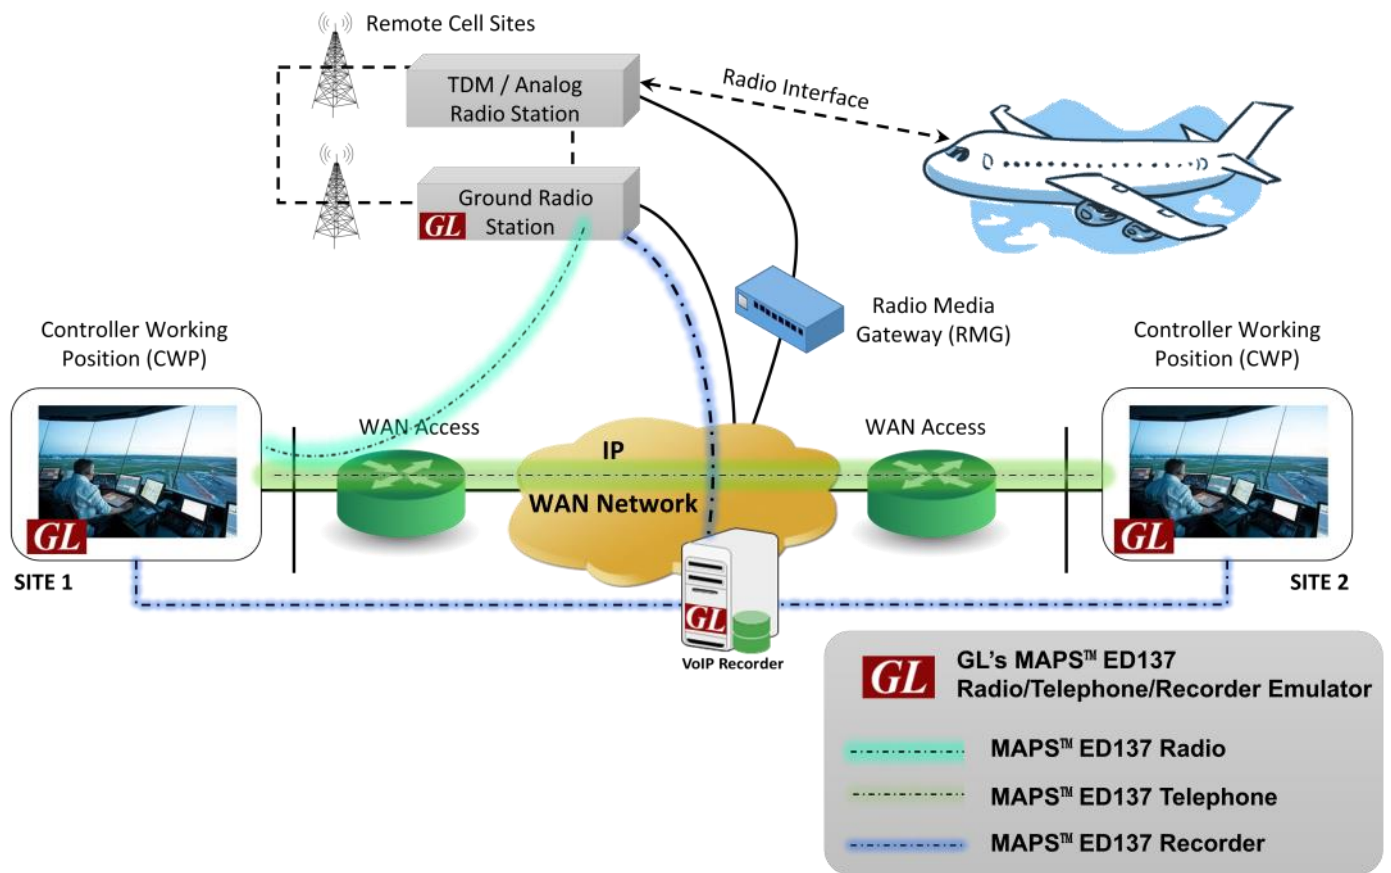 Remote Cell Sites
TDM / Analog
Radio Station
Radio Interface
Ground Radio
Station
GL
Radio Media
Gateway (RMG)
Controller Working
Position (CWP)
Controller Working
Position (CWP)
WAN Access
IP
WAN Network
WAN Access
GL
GL
SITE 1
SITE 2
GL
VoIP Recorder
GL
GL's MAPS™ ED137
Radio/Telephone/Recorder Emulator
MAPS™ ED137 Radio
MAPS™ ED137 Telephone
MAPS™ ED137 Recorder